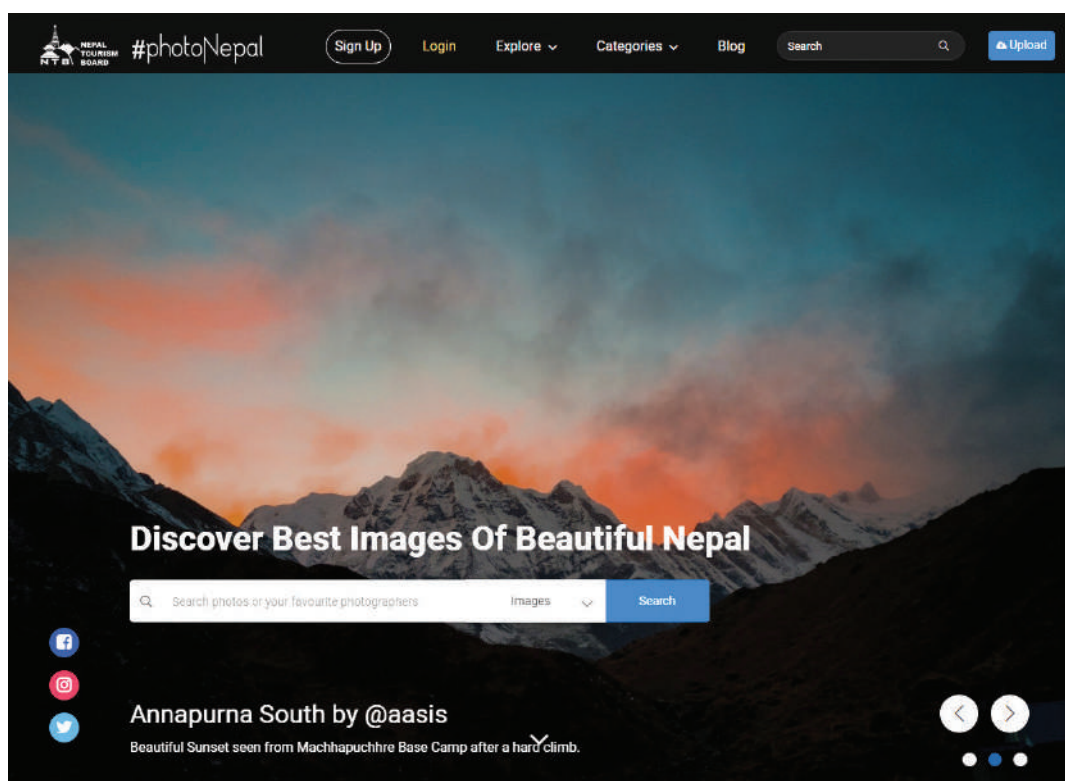 NEPAL
TOURISM
BOARD
NTB
#photoNepal
Sign Up
Login
Explore
Categories
Blog
Search
Upload
Discover Best Images Of Beautiful Nepal
Search photos or your favourite photographers
Images
Search
Annapurna South by @aasis
Beautiful Sunset seen from Machhapuchhre Base Camp after a hard climb.